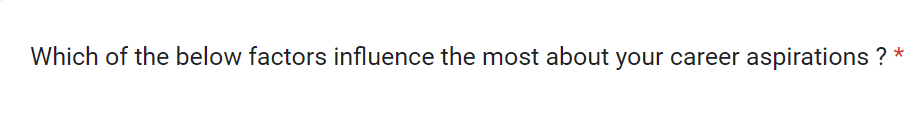 Which of the below factors influence the most about your career aspirations ? *